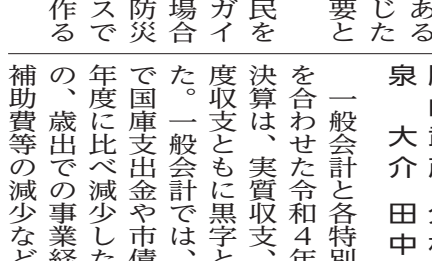 ある
じた
要と
民を
ガイ
場合
防災
スで
作る
泉 大介 田中
一般会計と各特別
を合わせた令和4年
決算は、実質収支、
度収支ともに黒字と
た。一般会計では、
で国庫支出金や市債
年度に比べ減少した
の、歳出での事業経
補助費等の減少など